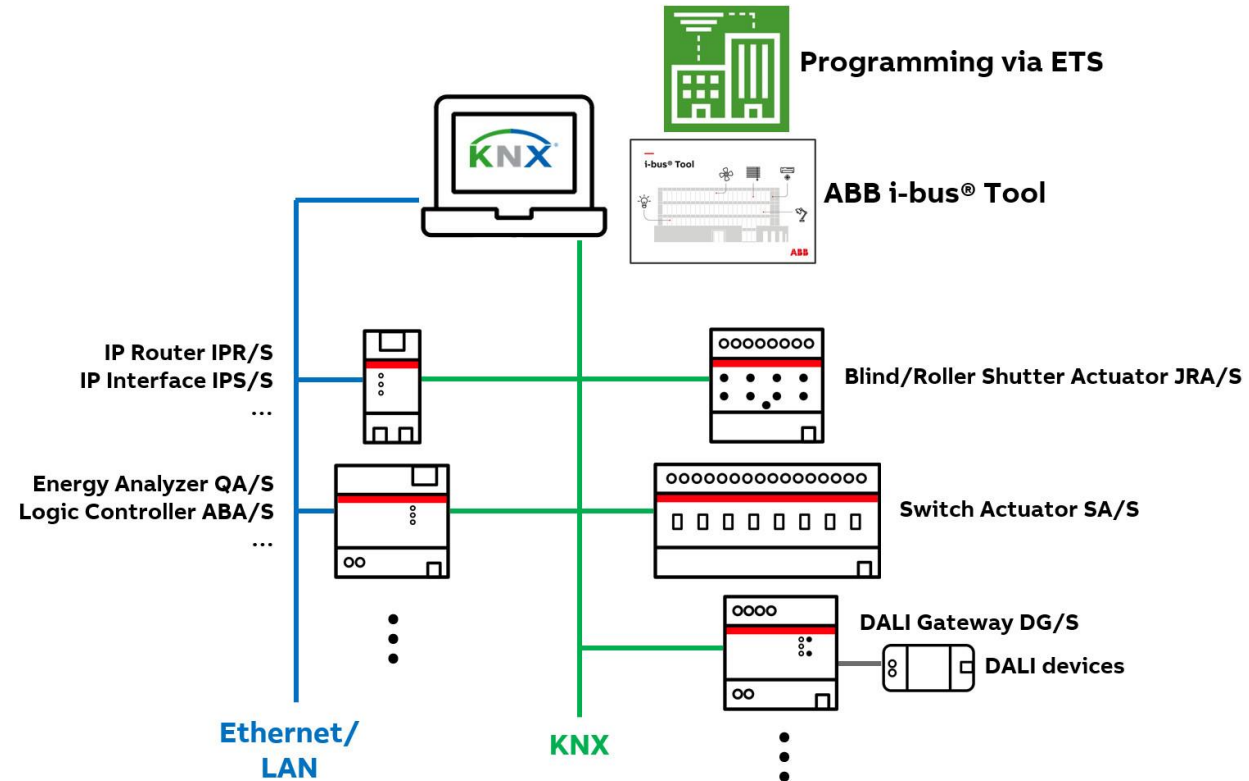 Programming via ETS
KNX
i-bus® Tool
ABB
ABB i-bus® Tool
IP Router IPR/S
IP Interface IPS/S
...
Blind/Roller Shutter Actuator JRA/S
Energy Analyzer QA/S
Logic Controller ABA/S
...
Switch Actuator SA/S
DALI Gateway DG/S
DALI devices
Ethernet/
LAN
KNX